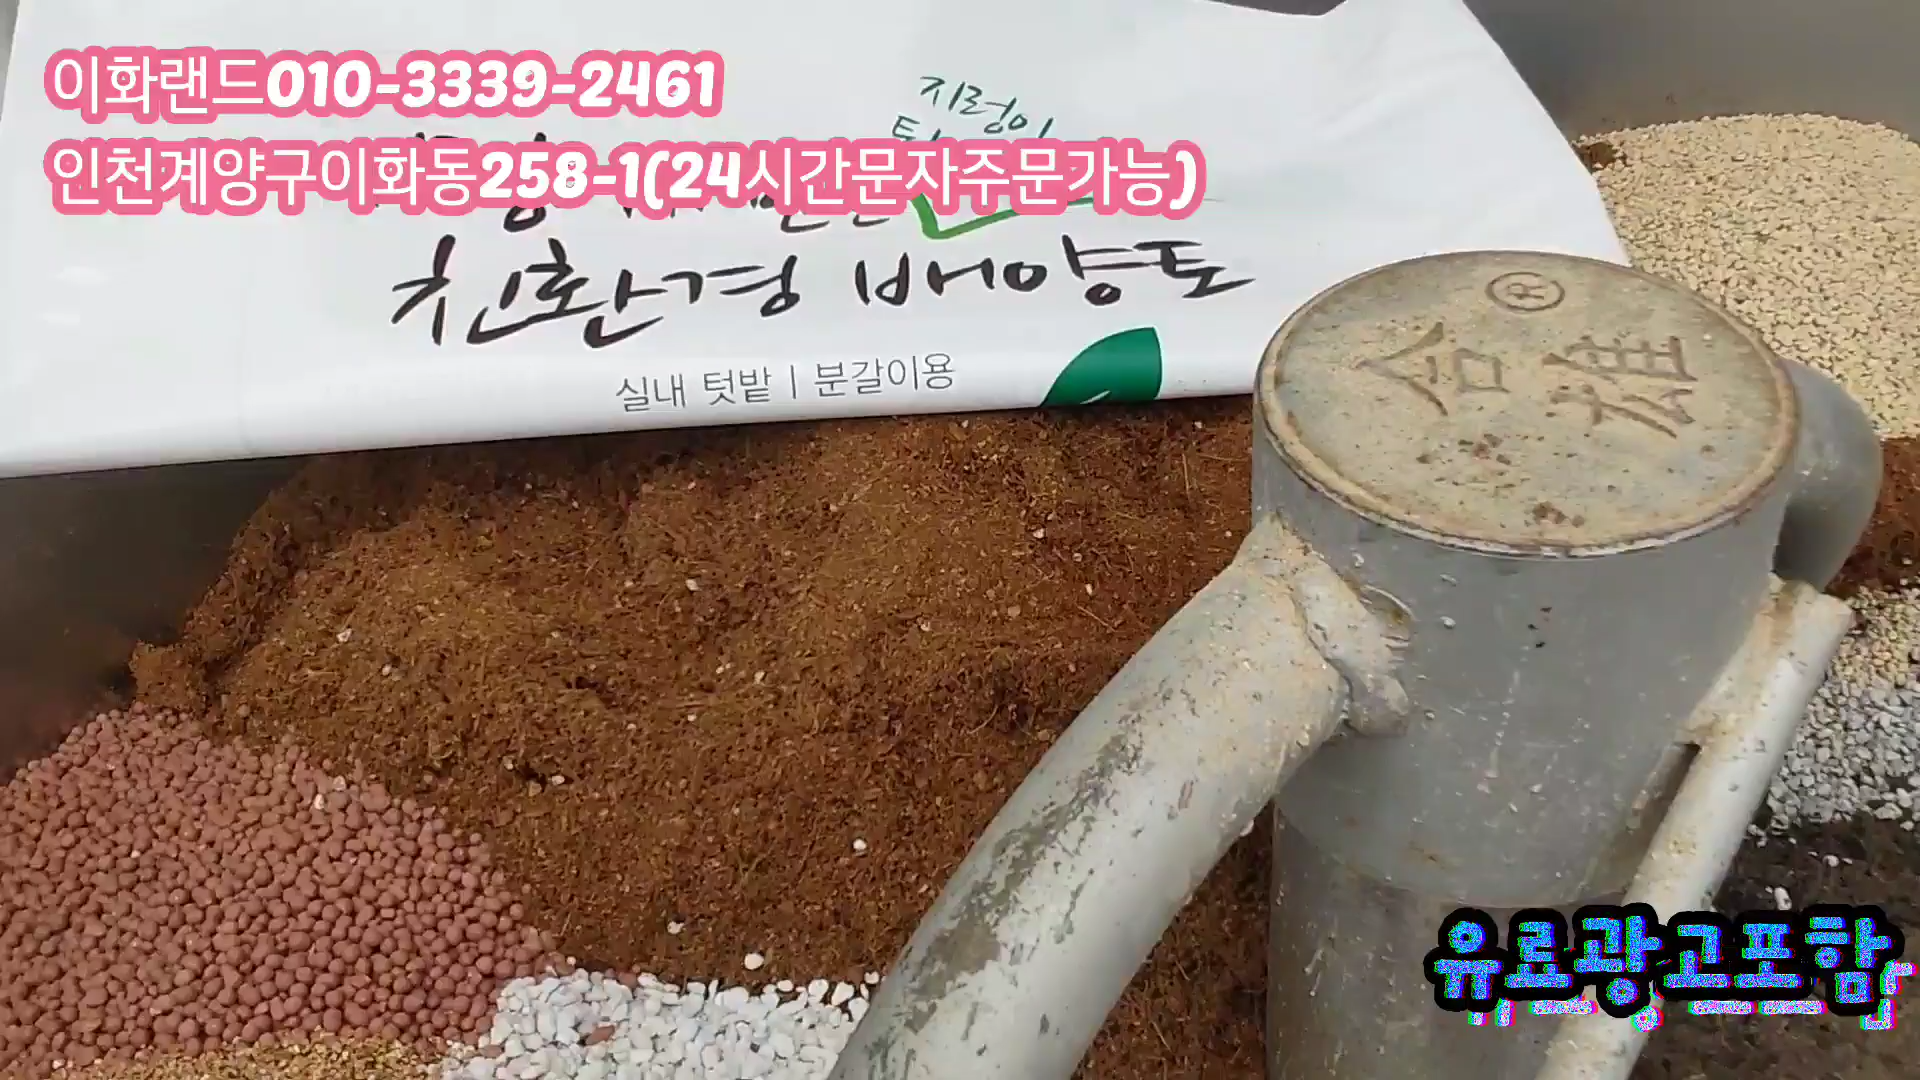 이화랜드010-3339-2461
인천계양구이화동258-1(24시간문자주문가능)
지렁이
친환경 배양토
실내 텃밭 | 분갈이용
®
合雅
유료광고포함